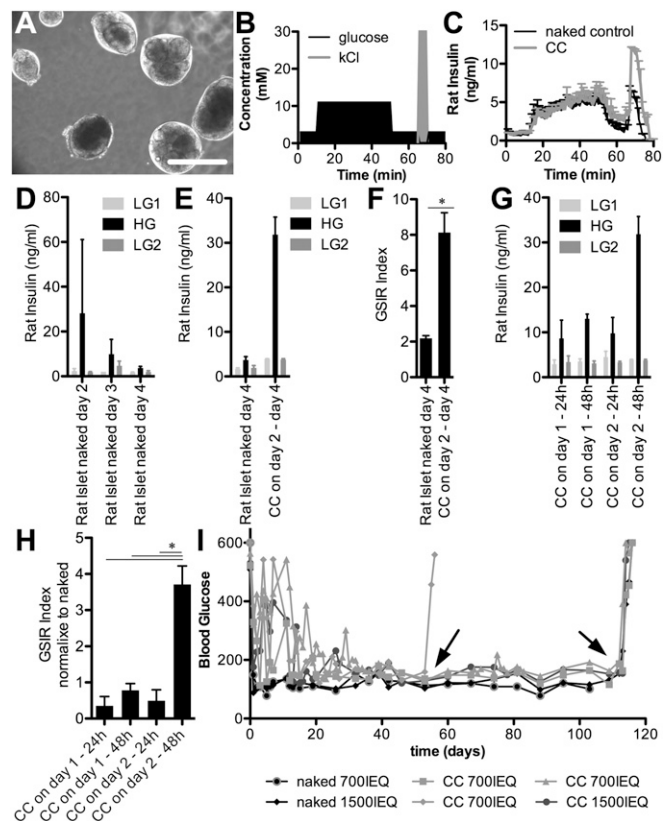 A
B
Concentration
(mM)
30
20
10
0
glucose
kCl
0 20 40 60 80
Time (min)
C
Rat Insulin
(ng/ml)
15
10
5
0
naked control
CC
0 20 40 60 80
Time (min)
D
Rat Insulin (ng/ml)
80
60
40
20
0
LG1
HG
LG2
Rat Islet naked day 2
Rat Islet naked day 3
Rat Islet naked day 4
E
Rat Insulin (ng/ml)
40
30
20
10
0
LG1
HG
LG2
Rat Islet naked day 4
CC on day 2 - day 4
F
GSIR Index
10
8
6
4
2
0
*
Rat Islet naked day 4
CC on day 2 - day 4
G
Rat Insulin (ng/ml)
40
30
20
10
0
LG1
HG
LG2
CC on day 1 - 24h
CC on day 1 - 48h
CC on day 2 - 24h
CC on day 2 - 48h
H
GSIR Index
normalixe to naked
5
4
3
2
1
0
*
CC on day 1 - 24h
CC on day 1 - 48h
CC on day 2 - 24h
CC on day 2 - 48h
I
Blood Glucose
600
400
200
0
0 20 40 60 80 100 120
time (days)
naked 700IEQ CC 700IEQ CC 700IEQ
naked 1500IEQ CC 700IEQ CC 1500IEQ